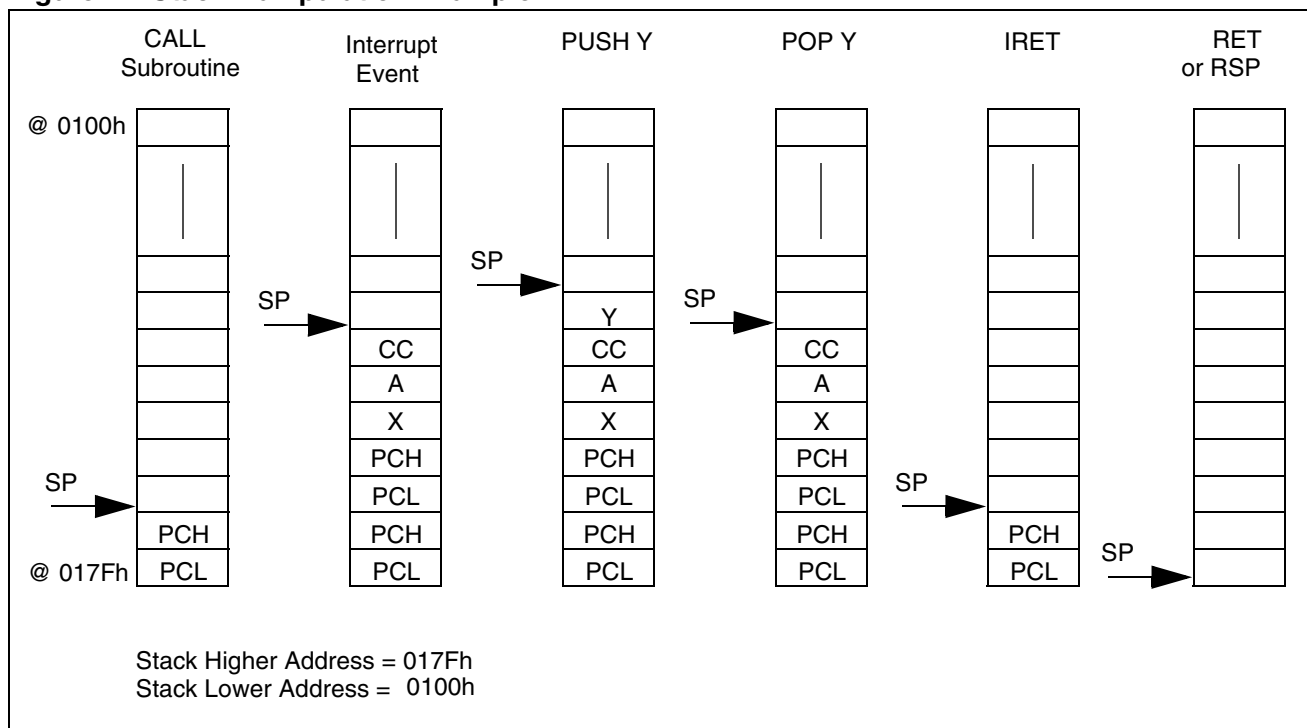 CALL
Subroutine
Interrupt
Event
PUSH Y
POP Y
IRET
RET
or RSP
@ 0100h
SP
SP
SP
SP
SP
SP
Y
CC
CC
CC
A
A
A
X
X
X
PCH
PCH
PCH
PCL
PCL
PCL
PCH
PCH
PCH
PCH
PCH
@ 017Fh
PCL
PCL
PCL
PCL
PCL
Stack Higher Address = 017Fh
Stack Lower Address = 0100h